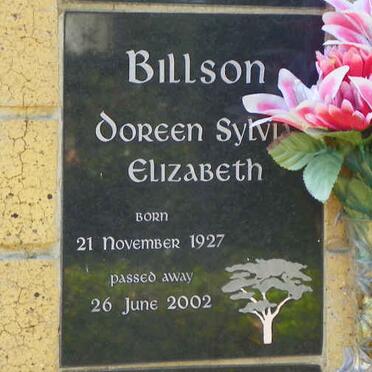 Billson
Doreen Sylvi
Elizabeth
born
21 November 1927
passed away
26 June 2002